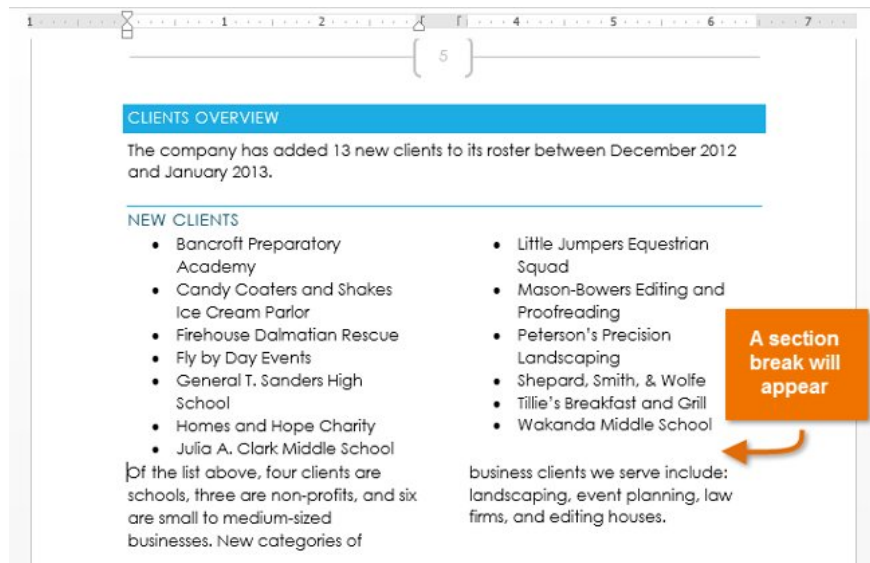 1 1 2 4 5 6 7
5
CLIENTS OVERVIEW
The company has added 13 new clients to its roster between December 2012
and January 2013.
NEW CLIENTS
• Bancroft Preparatory
Academy
• Candy Coaters and Shakes
Ice Cream Parlor
• Firehouse Dalmatian Rescue
• Fly by Day Events
• General T. Sanders High
School
• Homes and Hope Charity
• Julia A. Clark Middle School
• Little Jumpers Equestrian
Squad
• Mason-Bowers Editing and
Proofreading
• Peterson’s Precision
Landscaping
• Shepard, Smith, & Wolfe
• Tillie’s Breakfast and Grill
• Wakanda Middle School
A section
break will
appear
Of the list above, four clients are
schools, three are non-profits, and six
are small to medium-sized
businesses. New categories of
business clients we serve include:
landscaping, event planning, law
firms, and editing houses.